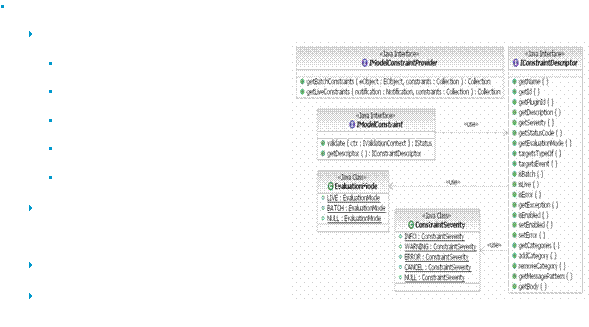 «Java Interface»
IModelConstraintProvider
getBatchConstraints ( eObject : EObject, constraints : Collection ) : Collection
getLiveConstraints ( notification : Notification, constraints : Collection ) : Collection
«Java Interface»
IModelConstraint
validate ( ctx : IValidationContext ) : IStatus
getDescriptor ( ) : IConstraintDescriptor
«use»
«Java Class»
EvaluationMode
LIVE : EvaluationMode
BATCH : EvaluationMode
NULL : EvaluationMode
«use»
«Java Class»
ConstraintSeverity
INFO : ConstraintSeverity
WARNING : ConstraintSeverity
ERROR : ConstraintSeverity
CANCEL : ConstraintSeverity
NULL : ConstraintSeverity
«use»
«Java Interface»
IConstraintDescriptor
getName ( )
getId ( )
getPluginId ( )
getDescription ( )
getSeverity ( )
getStatusCode ( )
getEvaluationMode ( )
targetsTypeOf ( )
targetsEvent ( )
isBatch ( )
isLive ( )
isError ( )
getException ( )
isEnabled ( )
setEnabled ( )
setError ( )
getCategories ( )
addCategory ( )
removeCategory ( )
getMessagePattern ( )
getBody ( )